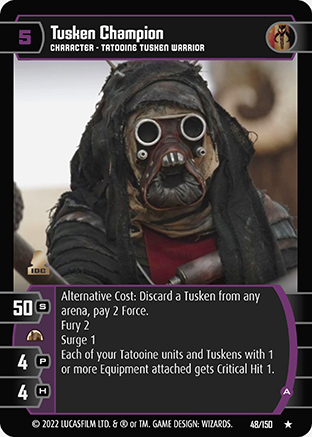 5
Tusken Champion
CHARACTER - TATOOINE TUSKEN WARRIOR
IDC
50 S
Alternative Cost: Discard a Tusken from any
arena, pay 2 Force.
Fury 2
Surge 1
4 P
Each of your Tatooine units and Tuskens with 1
or more Equipment attached gets Critical Hit 1.
4 H
A
© 2022 LUCASFILM LTD. & ® OR TM. GAME DESIGN: WIZARDS.
48/150